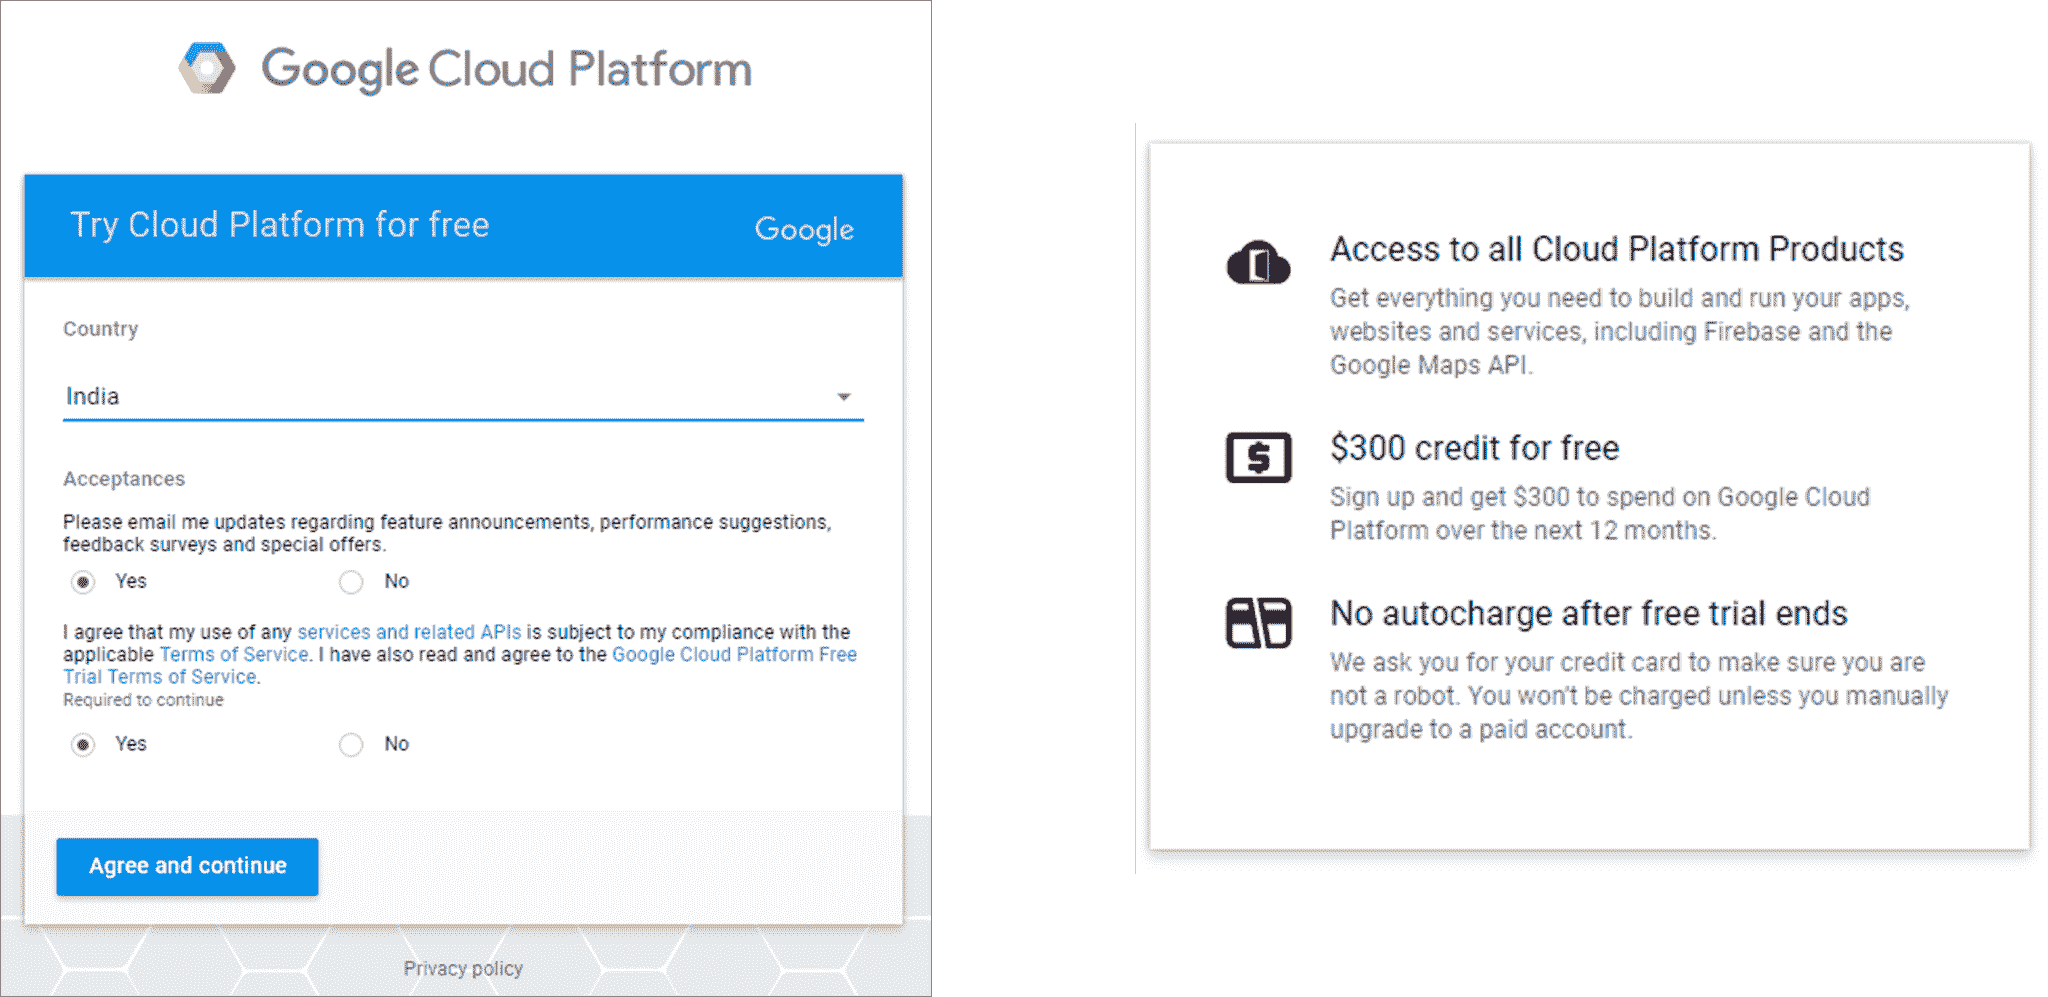 Google Cloud Platform
Try Cloud Platform for free
Google
Country
India
Acceptances
Please email me updates regarding feature announcements, performance suggestions,
feedback surveys and special offers.
Yes No
I agree that my use of any services and related APIs is subject to my compliance with the
applicable Terms of Service. I have also read and agree to the Google Cloud Platform Free
Trial Terms of Service.
Required to continue
Yes No
Agree and continue
Privacy policy
Access to all Cloud Platform Products
Get everything you need to build and run your apps,
websites and services, including Firebase and the
Google Maps API.
$300 credit for free
Sign up and get $300 to spend on Google Cloud
Platform over the next 12 months.
No autocharge after free trial ends
We ask you for your credit card to make sure you are
not a robot. You won't be charged unless you manually
upgrade to a paid account.